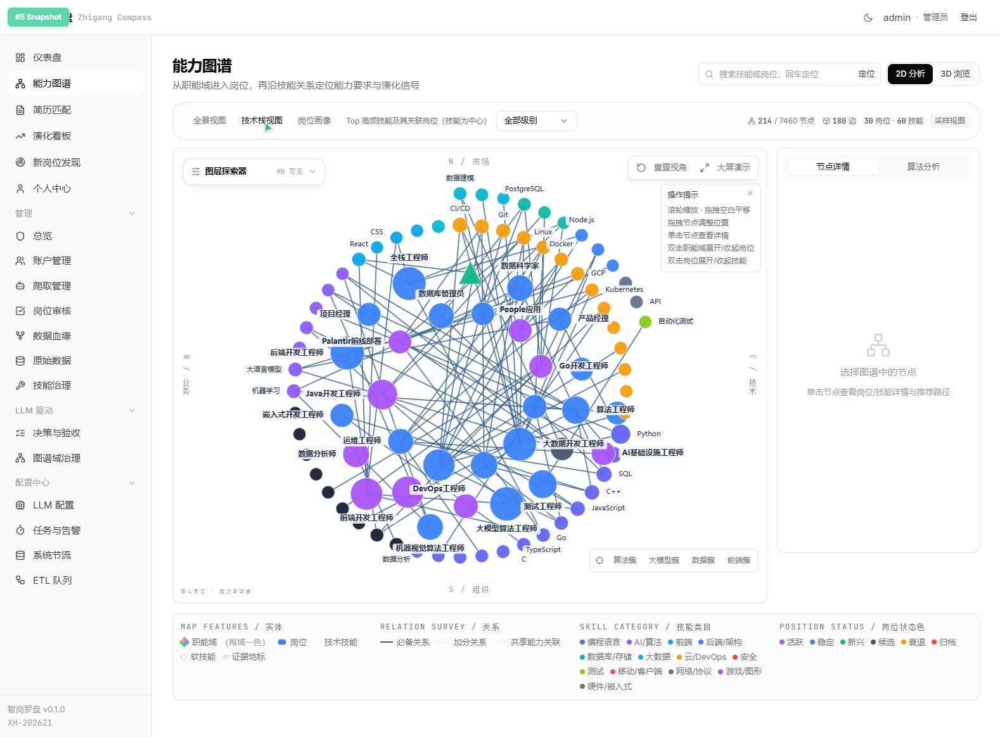 #5 Snapshot
Zhigang Compass
admin · 管理员
登出
仪表盘
能力图谱
简历匹配
演化看板
新岗位发现
个人中心
管理
总览
账户管理
爬取管理
岗位审核
数据血缘
原始数据
技能治理
LLM 驱动
决策与验收
图谱域治理
配置中心
LLM 配置
任务与告警
系统节流
ETL 队列
智岗罗盘 v0.1.0
XH-202621
能力图谱
从职能域进入岗位，再沿技能关系定位能力要求与演化信号
搜索技能或岗位，回车定位
定位
2D 分析
3D 浏览
全景视图
技术栈视图
岗位画像
Top 高频技能及其关联岗位（技能为中心）
全部级别
214 / 7460 节点
180 边
30 岗位 · 60 技能
采样视图
图层探索器
90 可见
N / 市场
重置视角
大屏演示
操作提示
滚轮缩放 · 拖拽空白平移
拖拽节点调整位置
单击节点查看详情
双击职能域展开/收起岗位
双击岗位展开/收起技能
数据建模
PostgreSQL
CI/CD
Git
Node.js
CSS
Linux
React
Docker
全栈工程师
数据科学家
GCP
数据库管理员
Kubernetes
API
项目经理
People应用
产品经理
自动化测试
Palantir前线部署
后端开发工程师
大语言模型
Go开发工程师
W / 业务
E / 技术
机器学习
Java开发工程师
嵌入式开发工程师
算法工程师
Python
运维工程师
大数据开发工程师
数据分析师
AI基础设施工程师
SQL
DevOps工程师
C++
测试工程师
JavaScript
前端开发工程师
大模型算法工程师
Go
机器视觉算法工程师
TypeScript
数据分析
C
算法簇
大模型簇
数据簇
前端簇
S / 组织
核心岗位 · 能力与证据
节点详情
算法分析
选择图谱中的节点
单击节点查看岗位/技能详情与推荐路径
MAP FEATURES / 实体
职能域 （每域一色）
岗位
技术技能
软技能
证据地标
RELATION SURVEY / 关系
必备关系
加分关系
共享能力关联
SKILL CATEGORY / 技能类目
编程语言
AI/算法
前端
后端/架构
数据库/存储
大数据
云/DevOps
安全
测试
移动/客户端
网络/协议
游戏/图形
硬件/嵌入式
POSITION STATUS / 岗位状态色
活跃
稳定
新兴
候选
衰退
归档